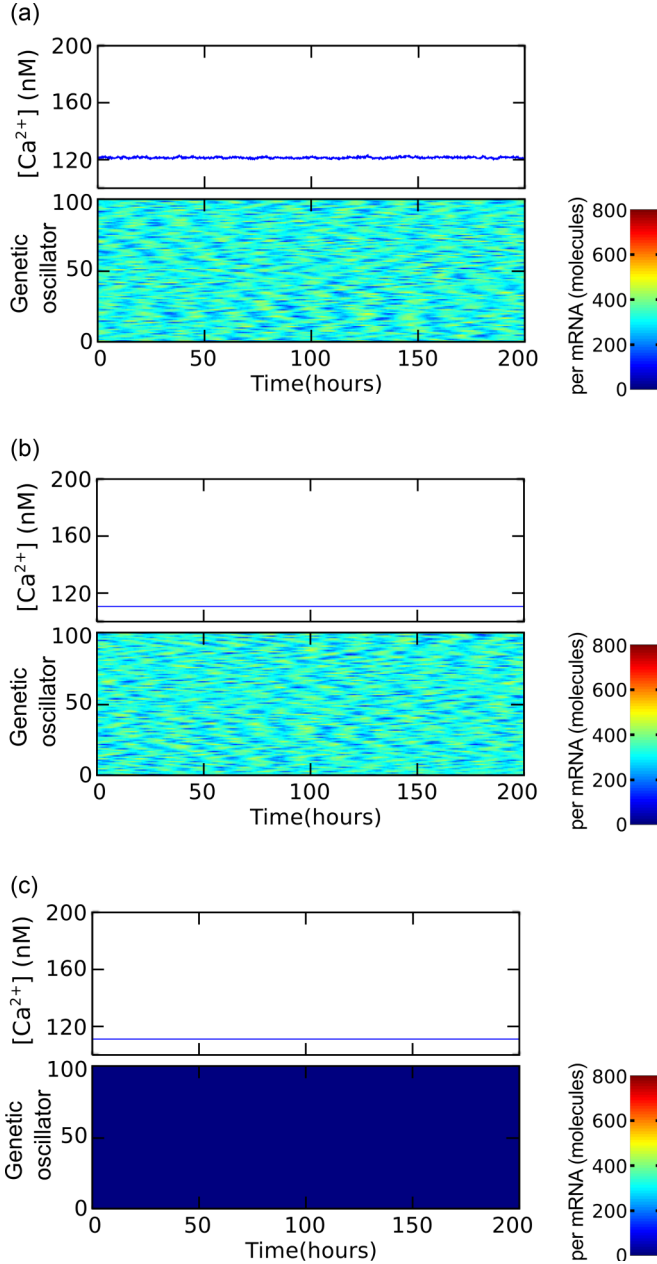 (a)
200
160
120
[Ca²⁺] (nM)
100
50
0
Genetic
oscillator
0 50 100 150 200
Time(hours)
800
600
400
200
0
per mRNA (molecules)
(b)
200
160
120
[Ca²⁺] (nM)
100
50
0
Genetic
oscillator
0 50 100 150 200
Time(hours)
800
600
400
200
0
per mRNA (molecules)
(c)
200
160
120
[Ca²⁺] (nM)
100
50
0
Genetic
oscillator
0 50 100 150 200
Time(hours)
800
600
400
200
0
per mRNA (molecules)